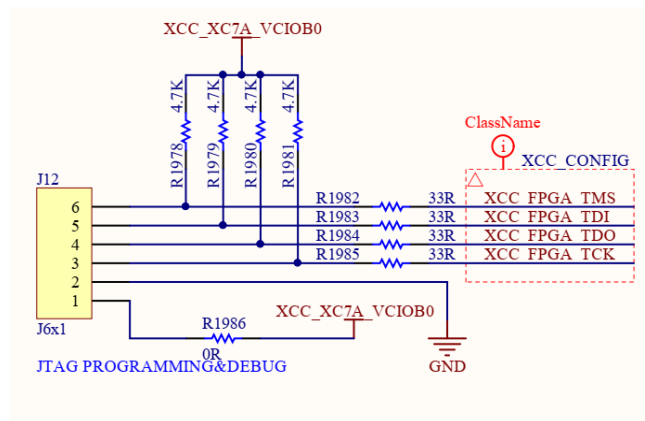 XCC_XC7A_VCIOB0
4.7K
4.7K
4.7K
4.7K
R1978
R1979
R1980
R1981
ClassName
i
XCC_CONFIG
J12
6
R1982
33R
XCC_FPGA_TMS
5
R1983
33R
XCC_FPGA_TDI
4
R1984
33R
XCC_FPGA_TDO
3
R1985
33R
XCC_FPGA_TCK
2
1
XCC_XC7A_VCIOB0
R1986
0R
J6x1
GND
JTAG PROGRAMMING&DEBUG